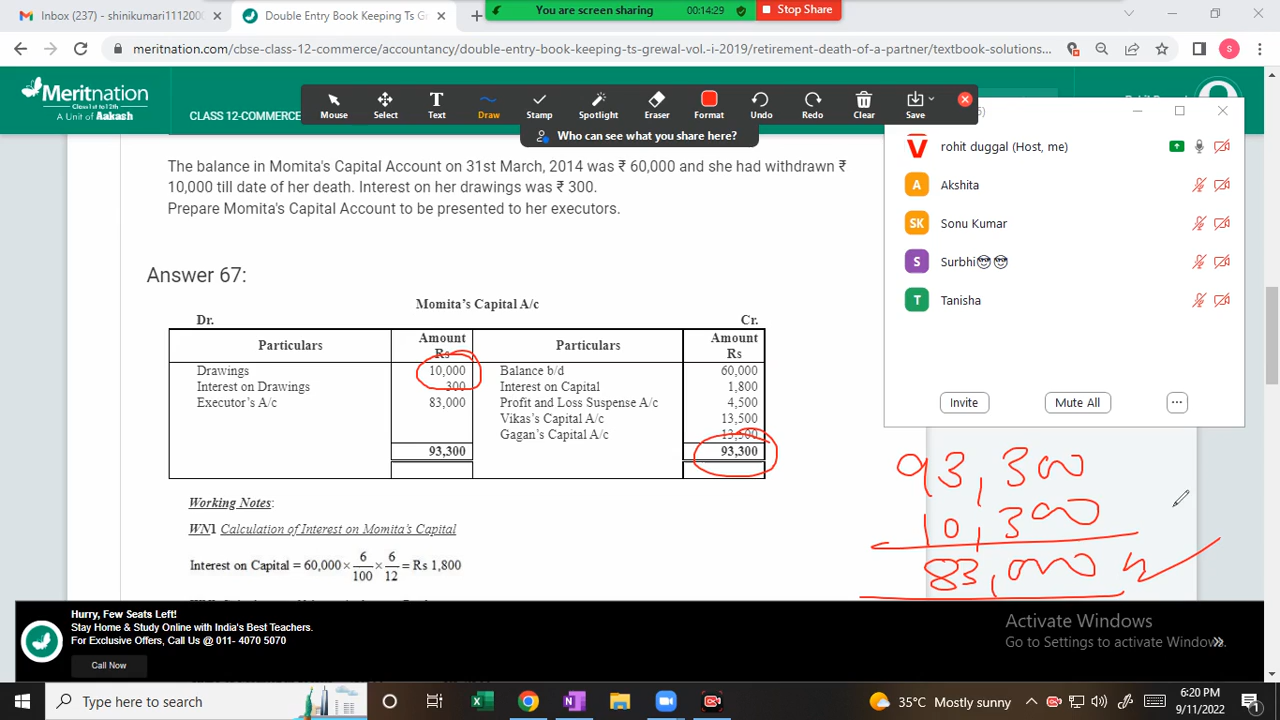 Inbox (237) - shinikumari111200
Double Entry Book Keeping Ts Gr
You are screen sharing
00:14:29
Stop Share
meritnation.com/cbse-class-12-commerce/accountancy/double-entry-book-keeping-ts-grewal-vol.-i-2019/retirement-death-of-a-partner/textbook-solutions...
S
Meritnation
Class 1st to 12th
A Unit of Aakash
CLASS 12-COMMERCE
Mouse
Select
Text
Draw
Stamp
Spotlight
Eraser
Format
Undo
Redo
Clear
Save
Who can see what you share here?
rohit duggal (Host, me)
A Akshita
SK Sonu Kumar
S Surbhi😎😎
T Tanisha
Invite
Mute All
The balance in Momita's Capital Account on 31st March, 2014 was ₹ 60,000 and she had withdrawn ₹
10,000 till date of her death. Interest on her drawings was ₹ 300.
Prepare Momita's Capital Account to be presented to her executors.
Answer 67:
Momita's Capital A/c
Dr. Cr.
Particulars Amount Rs Particulars Amount Rs
Drawings 10,000 Balance b/d 60,000
Interest on Drawings 300 Interest on Capital 1,800
Executor's A/c 83,000 Profit and Loss Suspense A/c 4,500
Vikas's Capital A/c 13,500
Gagan's Capital A/c 13,500
93,300 93,300
93,300
10,300
83,000
Working Notes:
WN1 Calculation of Interest on Momita's Capital
Interest on Capital = 60,000 × 6/100 × 6/12 = Rs 1,800
Hurry, Few Seats Left!
Stay Home & Study Online with India's Best Teachers.
For Exclusive Offers, Call Us @ 011- 4070 5070
Call Now
Activate Windows
Go to Settings to activate Windows.
Type here to search
35°C Mostly sunny
6:20 PM
9/11/2022